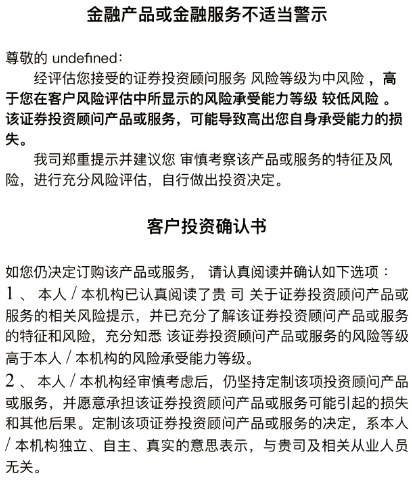 金融产品或金融服务不适当警示
尊敬的 undefined：
经评估您接受的证券投资顾问服务 风险等级为中风险 ，高
于您在客户风险评估中所显示的风险承受能力等级 较低风险 。
该证券投资顾问产品或服务，可能导致高出您自身承受能力的损
失。
我司郑重提示并建议您 审慎考察该产品或服务的特征及风
险，进行充分风险评估，自行做出投资决定。
客户投资确认书
如您仍决定订购该产品或服务， 请认真阅读并确认如下选项：
1 、 本人 / 本机构已认真阅读了贵 司 关于证券投资顾问产品或
服务的相关风险提示，并已充分了解该证券投资顾问产品或服务
的特征和风险，充分知悉 该证券投资顾问产品或服务的风险等级
高于本人 / 本机构的风险承受能力等级。
2 、 本人 / 本机构经审慎考虑后，仍坚持定制该项投资顾问产品
或服务，并愿意承担该证券投资顾问产品或服务可能引起的损失
和其他后果。定制该项证券投资顾问产品或服务的决定，系本人
/ 本机构独立、自主、真实的意思表示，与贵司及相关从业人员
无关。